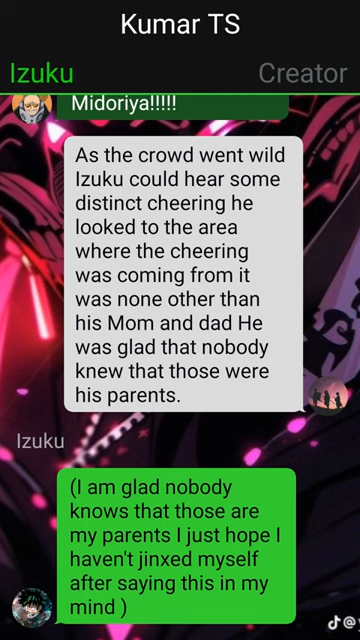 Kumar TS
Izuku Creator
Midoriya!!!!!
As the crowd went wild
Izuku could hear some
distinct cheering he
looked to the area
where the cheering
was coming from it
was none other than
his Mom and dad He
was glad that nobody
knew that those were
his parents.
Izuku
(I am glad nobody
knows that those are
my parents I just hope I
haven't jinxed myself
after saying this in my
mind )
@